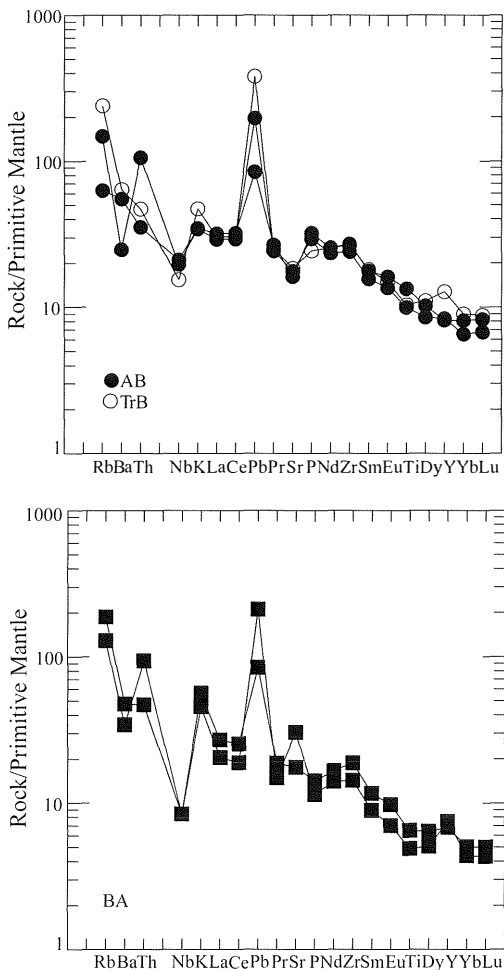 1000
100
10
1
Rock/Primitive Mantle
AB
TrB
RbBaTh NbKLaCePbPrSr PNdZrSmEuTiDyYYbLu
1000
100
10
1
Rock/Primitive Mantle
BA
RbBaTh NbKLaCePbPrSr PNdZrSmEuTiDyYYbLu